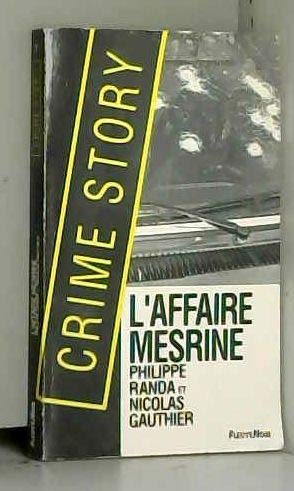 CRIME STORY
L'AFFAIRE
MESRINE
PHILIPPE
RANDA ET
NICOLAS
GAUTHIER
FLEUVE NOIR